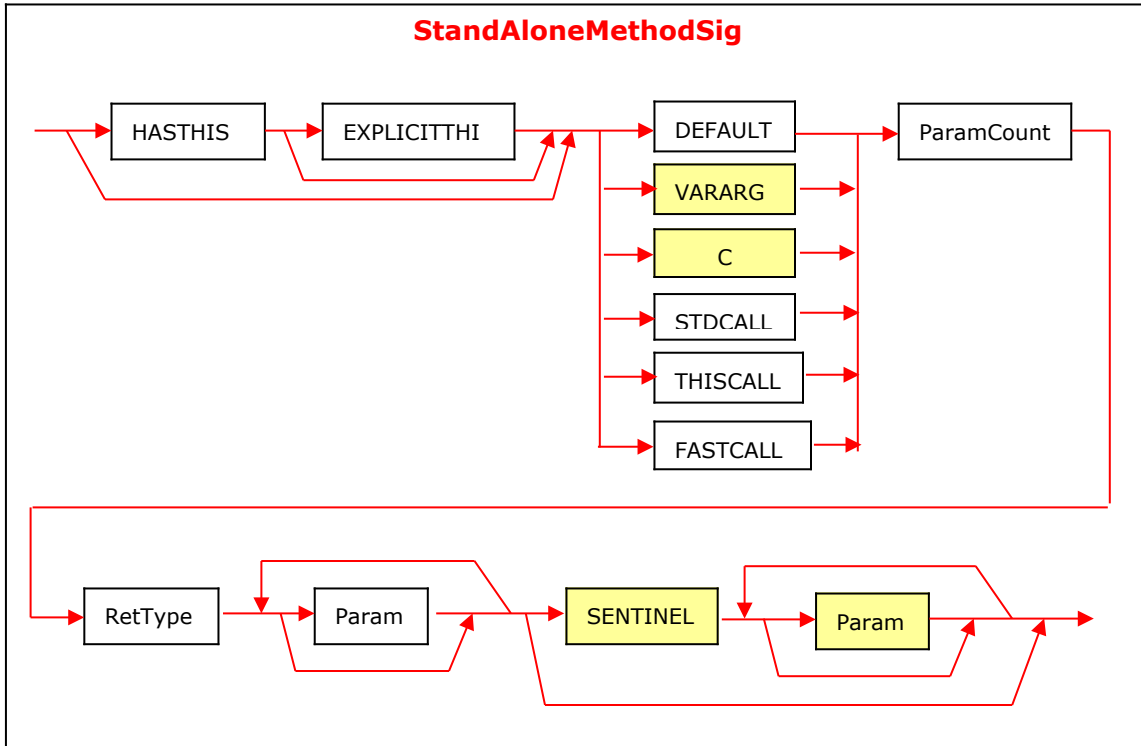 StandAloneMethodSig
HASTHIS
EXPLICITTHI
DEFAULT
ParamCount
VARARG
C
STDCALL
THISCALL
FASTCALL
RetType
Param
SENTINEL
Param